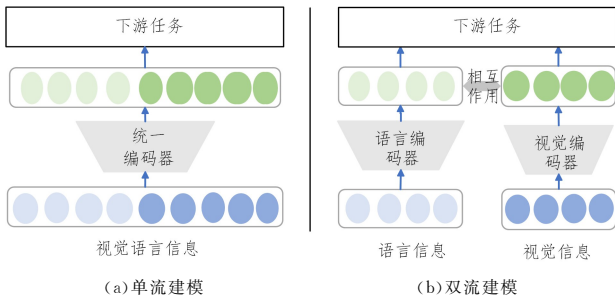 下游任务
统一
编码器
视觉语言信息
(a)单流建模
下游任务
相互
作用
语言编
码器
视觉编
码器
语言信息
视觉信息
(b)双流建模